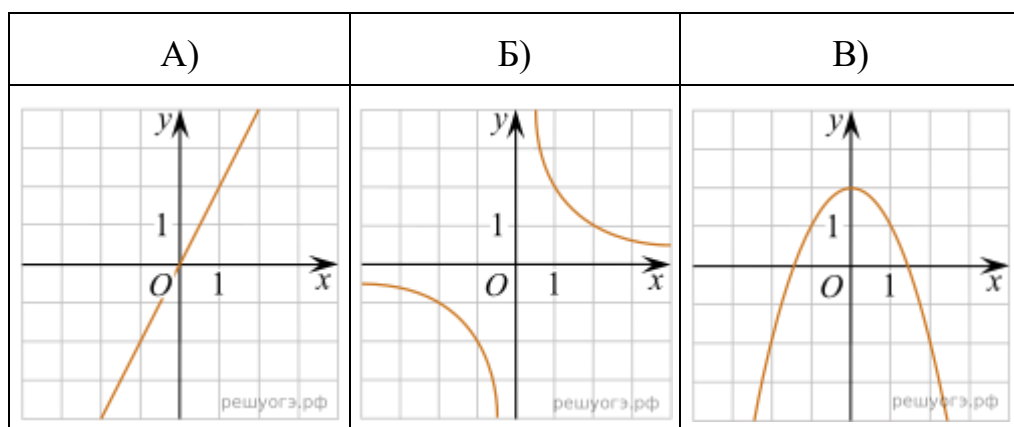 А) Б) В)
y y y
1 1 1
O 1 x O 1 x O 1 x
решуогэ.рф решуогэ.рф решуогэ.рф